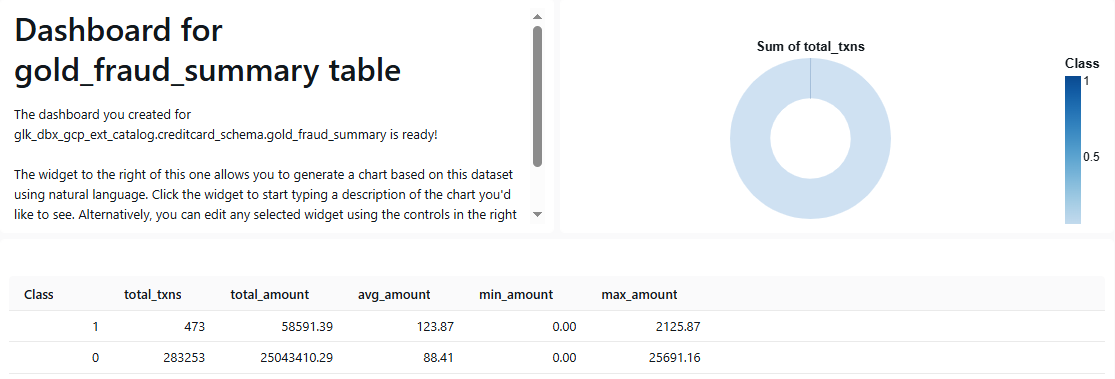 Dashboard for
gold_fraud_summary table
The dashboard you created for
glk_dbx_gcp_ext_catalog.creditcard_schema.gold_fraud_summary is ready!
The widget to the right of this one allows you to generate a chart based on this dataset
using natural language. Click the widget to start typing a description of the chart you'd
like to see. Alternatively, you can edit any selected widget using the controls in the right
Sum of total_txns
Class
1
0.5
Class total_txns total_amount avg_amount min_amount max_amount
1 473 58591.39 123.87 0.00 2125.87
0 283253 25043410.29 88.41 0.00 25691.16